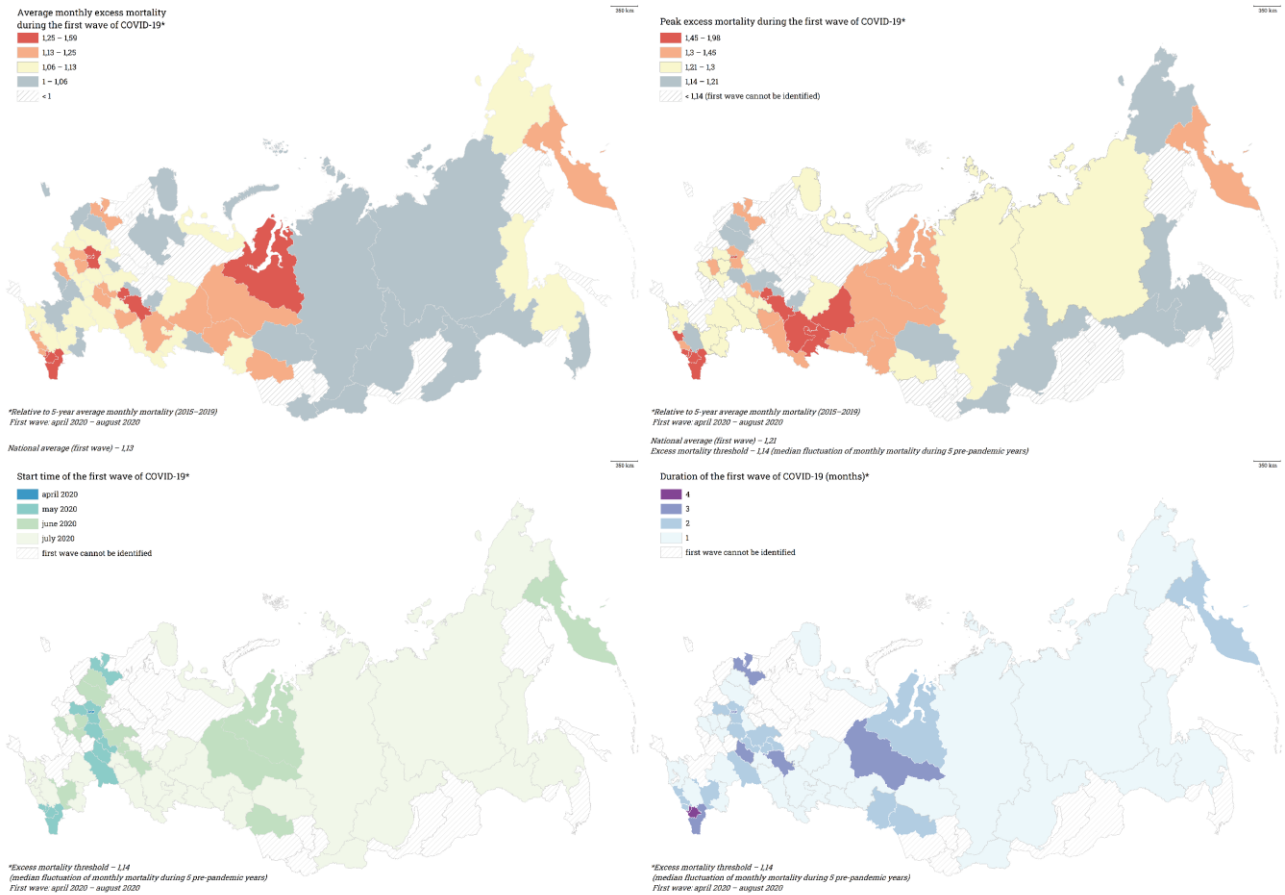 Average monthly excess mortality
during the first wave of COVID-19*
1,25 – 1,59
1,13 – 1,25
1,06 – 1,13
1 – 1,06
< 1
350 km
*Relative to 5-year average monthly mortality (2015–2019)
First wave: april 2020 – august 2020
National average (first wave) – 1,13
Peak excess mortality during the first wave of COVID-19*
1,45 – 1,98
1,3 – 1,45
1,21 – 1,3
1,14 – 1,21
< 1,14 (first wave cannot be identified)
350 km
*Relative to 5-year average monthly mortality (2015–2019)
First wave: april 2020 – august 2020
National average (first wave) – 1,21
Excess mortality threshold – 1,14 (median fluctuation of monthly mortality during 5 pre-pandemic years)
Start time of the first wave of COVID-19*
april 2020
may 2020
june 2020
july 2020
first wave cannot be identified
350 km
*Excess mortality threshold – 1,14
(median fluctuation of monthly mortality during 5 pre-pandemic years)
First wave: april 2020 – august 2020
Duration of the first wave of COVID-19 (months)*
4
3
2
1
first wave cannot be identified
350 km
*Excess mortality threshold – 1,14
(median fluctuation of monthly mortality during 5 pre-pandemic years)
First wave: april 2020 – august 2020